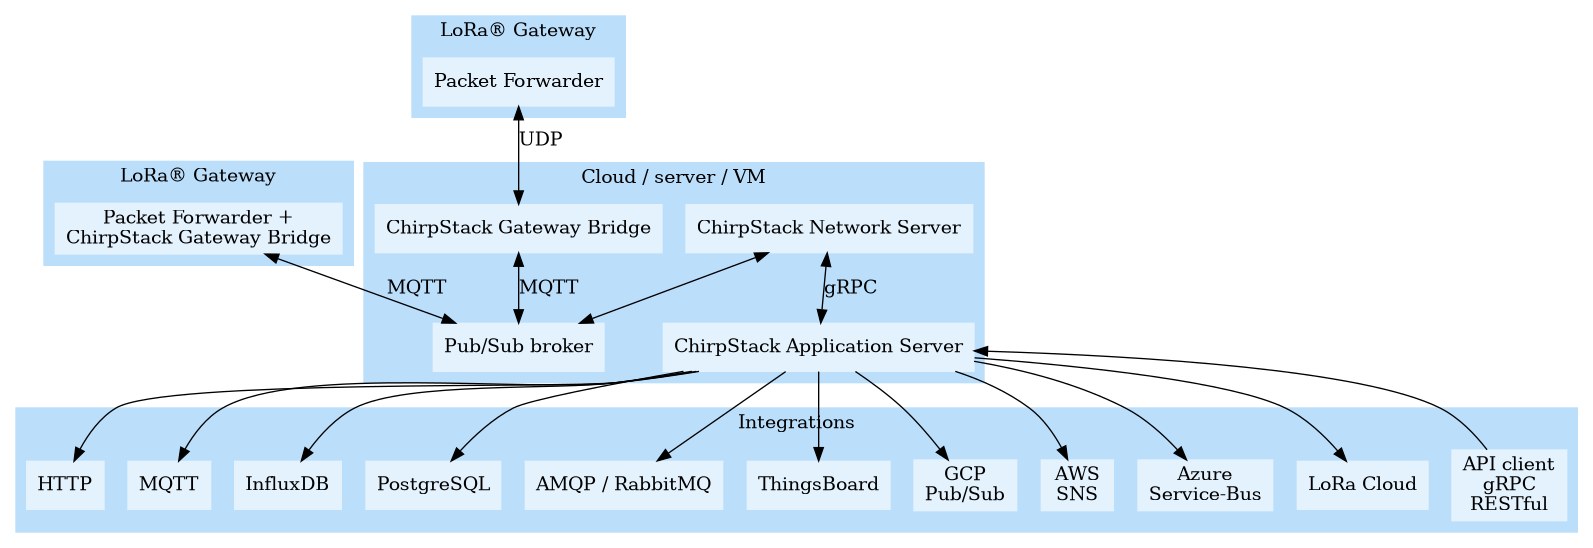 LoRa® Gateway
Packet Forwarder
UDP
LoRa® Gateway
Packet Forwarder +
ChirpStack Gateway Bridge
Cloud / server / VM
ChirpStack Gateway Bridge
ChirpStack Network Server
MQTT
MQTT
gRPC
Pub/Sub broker
ChirpStack Application Server
Integrations
HTTP
MQTT
InfluxDB
PostgreSQL
AMQP / RabbitMQ
ThingsBoard
GCP
Pub/Sub
AWS
SNS
Azure
Service-Bus
LoRa Cloud
API client
gRPC
RESTful